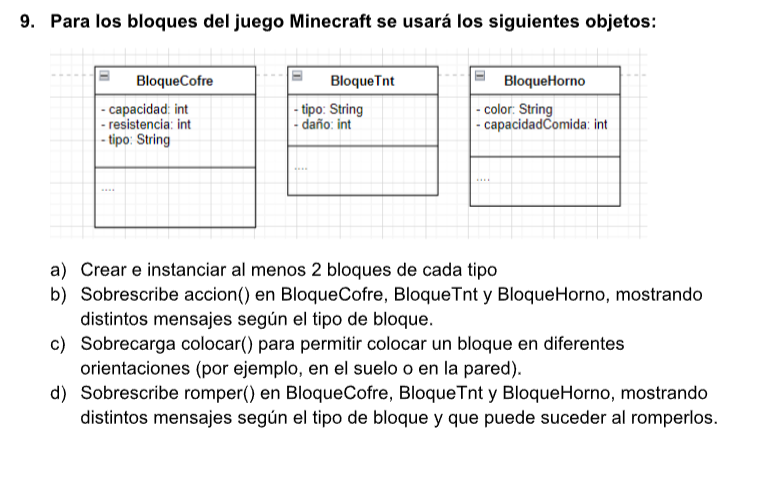 9. Para los bloques del juego Minecraft se usará los siguientes objetos:
BloqueCofre
- capacidad: int
- resistencia: int
- tipo: String
....
BloqueTnt
- tipo: String
- daño: int
....
BloqueHorno
- color: String
- capacidadComida: int
....
a) Crear e instanciar al menos 2 bloques de cada tipo
b) Sobrescribe accion() en BloqueCofre, BloqueTnt y BloqueHorno, mostrando
distintos mensajes según el tipo de bloque.
c) Sobrecarga colocar() para permitir colocar un bloque en diferentes
orientaciones (por ejemplo, en el suelo o en la pared).
d) Sobrescribe romper() en BloqueCofre, BloqueTnt y BloqueHorno, mostrando
distintos mensajes según el tipo de bloque y que puede suceder al romperlos.